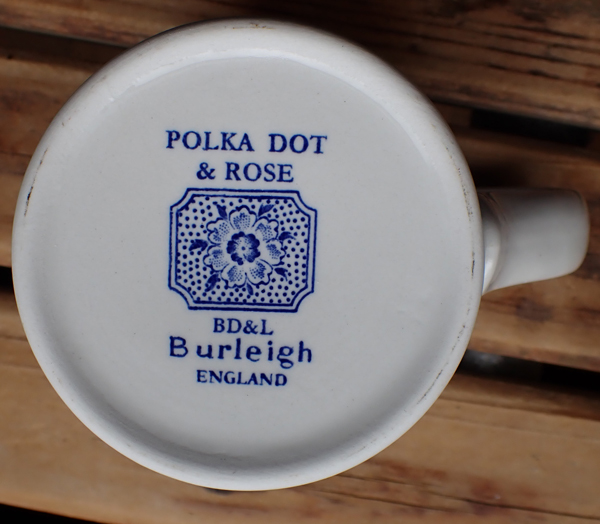 POLKA DOT
& ROSE
BD&L
Burleigh
ENGLAND